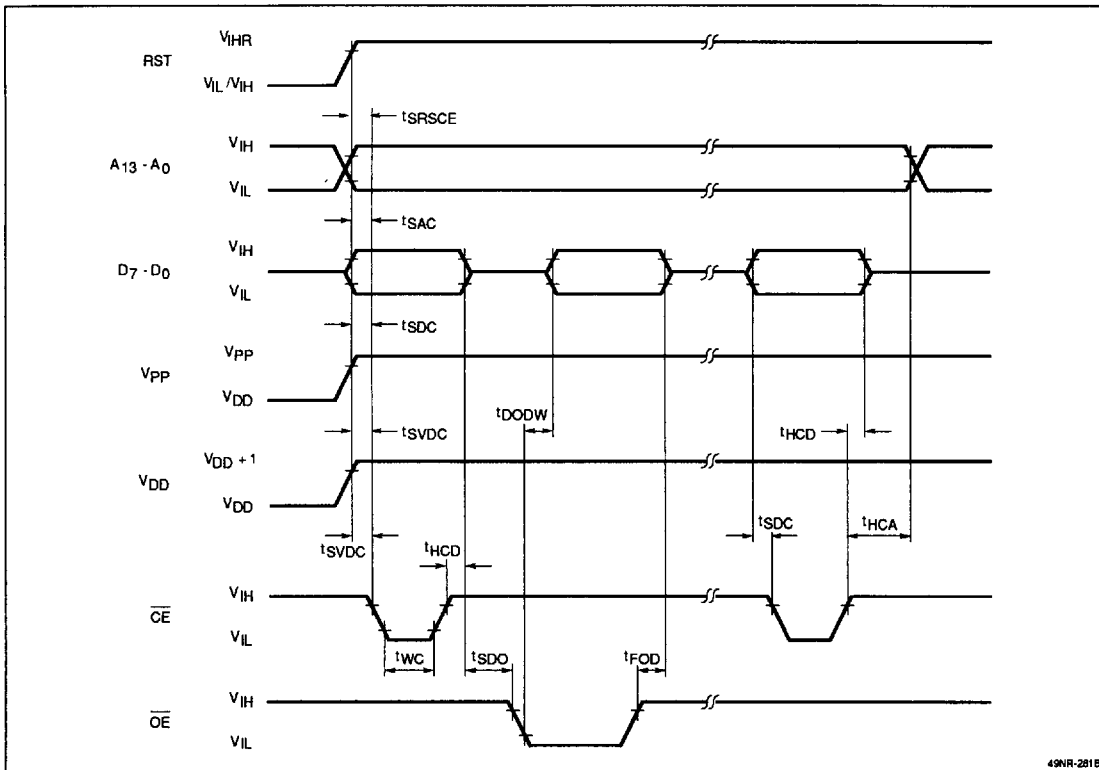 VIHR
RST
VIL /VIH
tSRSCE
VIH
A13 - A0
VIL
tSAC
VIH
D7 - D0
VIL
tSDC
VPP
VPP
VDD
tDODW
tSVDC
tHCD
VDD + 1
VDD
VDD
tSDC
tHCA
tSVDC
tHCD
VIH
CE
VIL
tWC
tSDO
tFOD
VIH
OE
VIL
49NR-281B